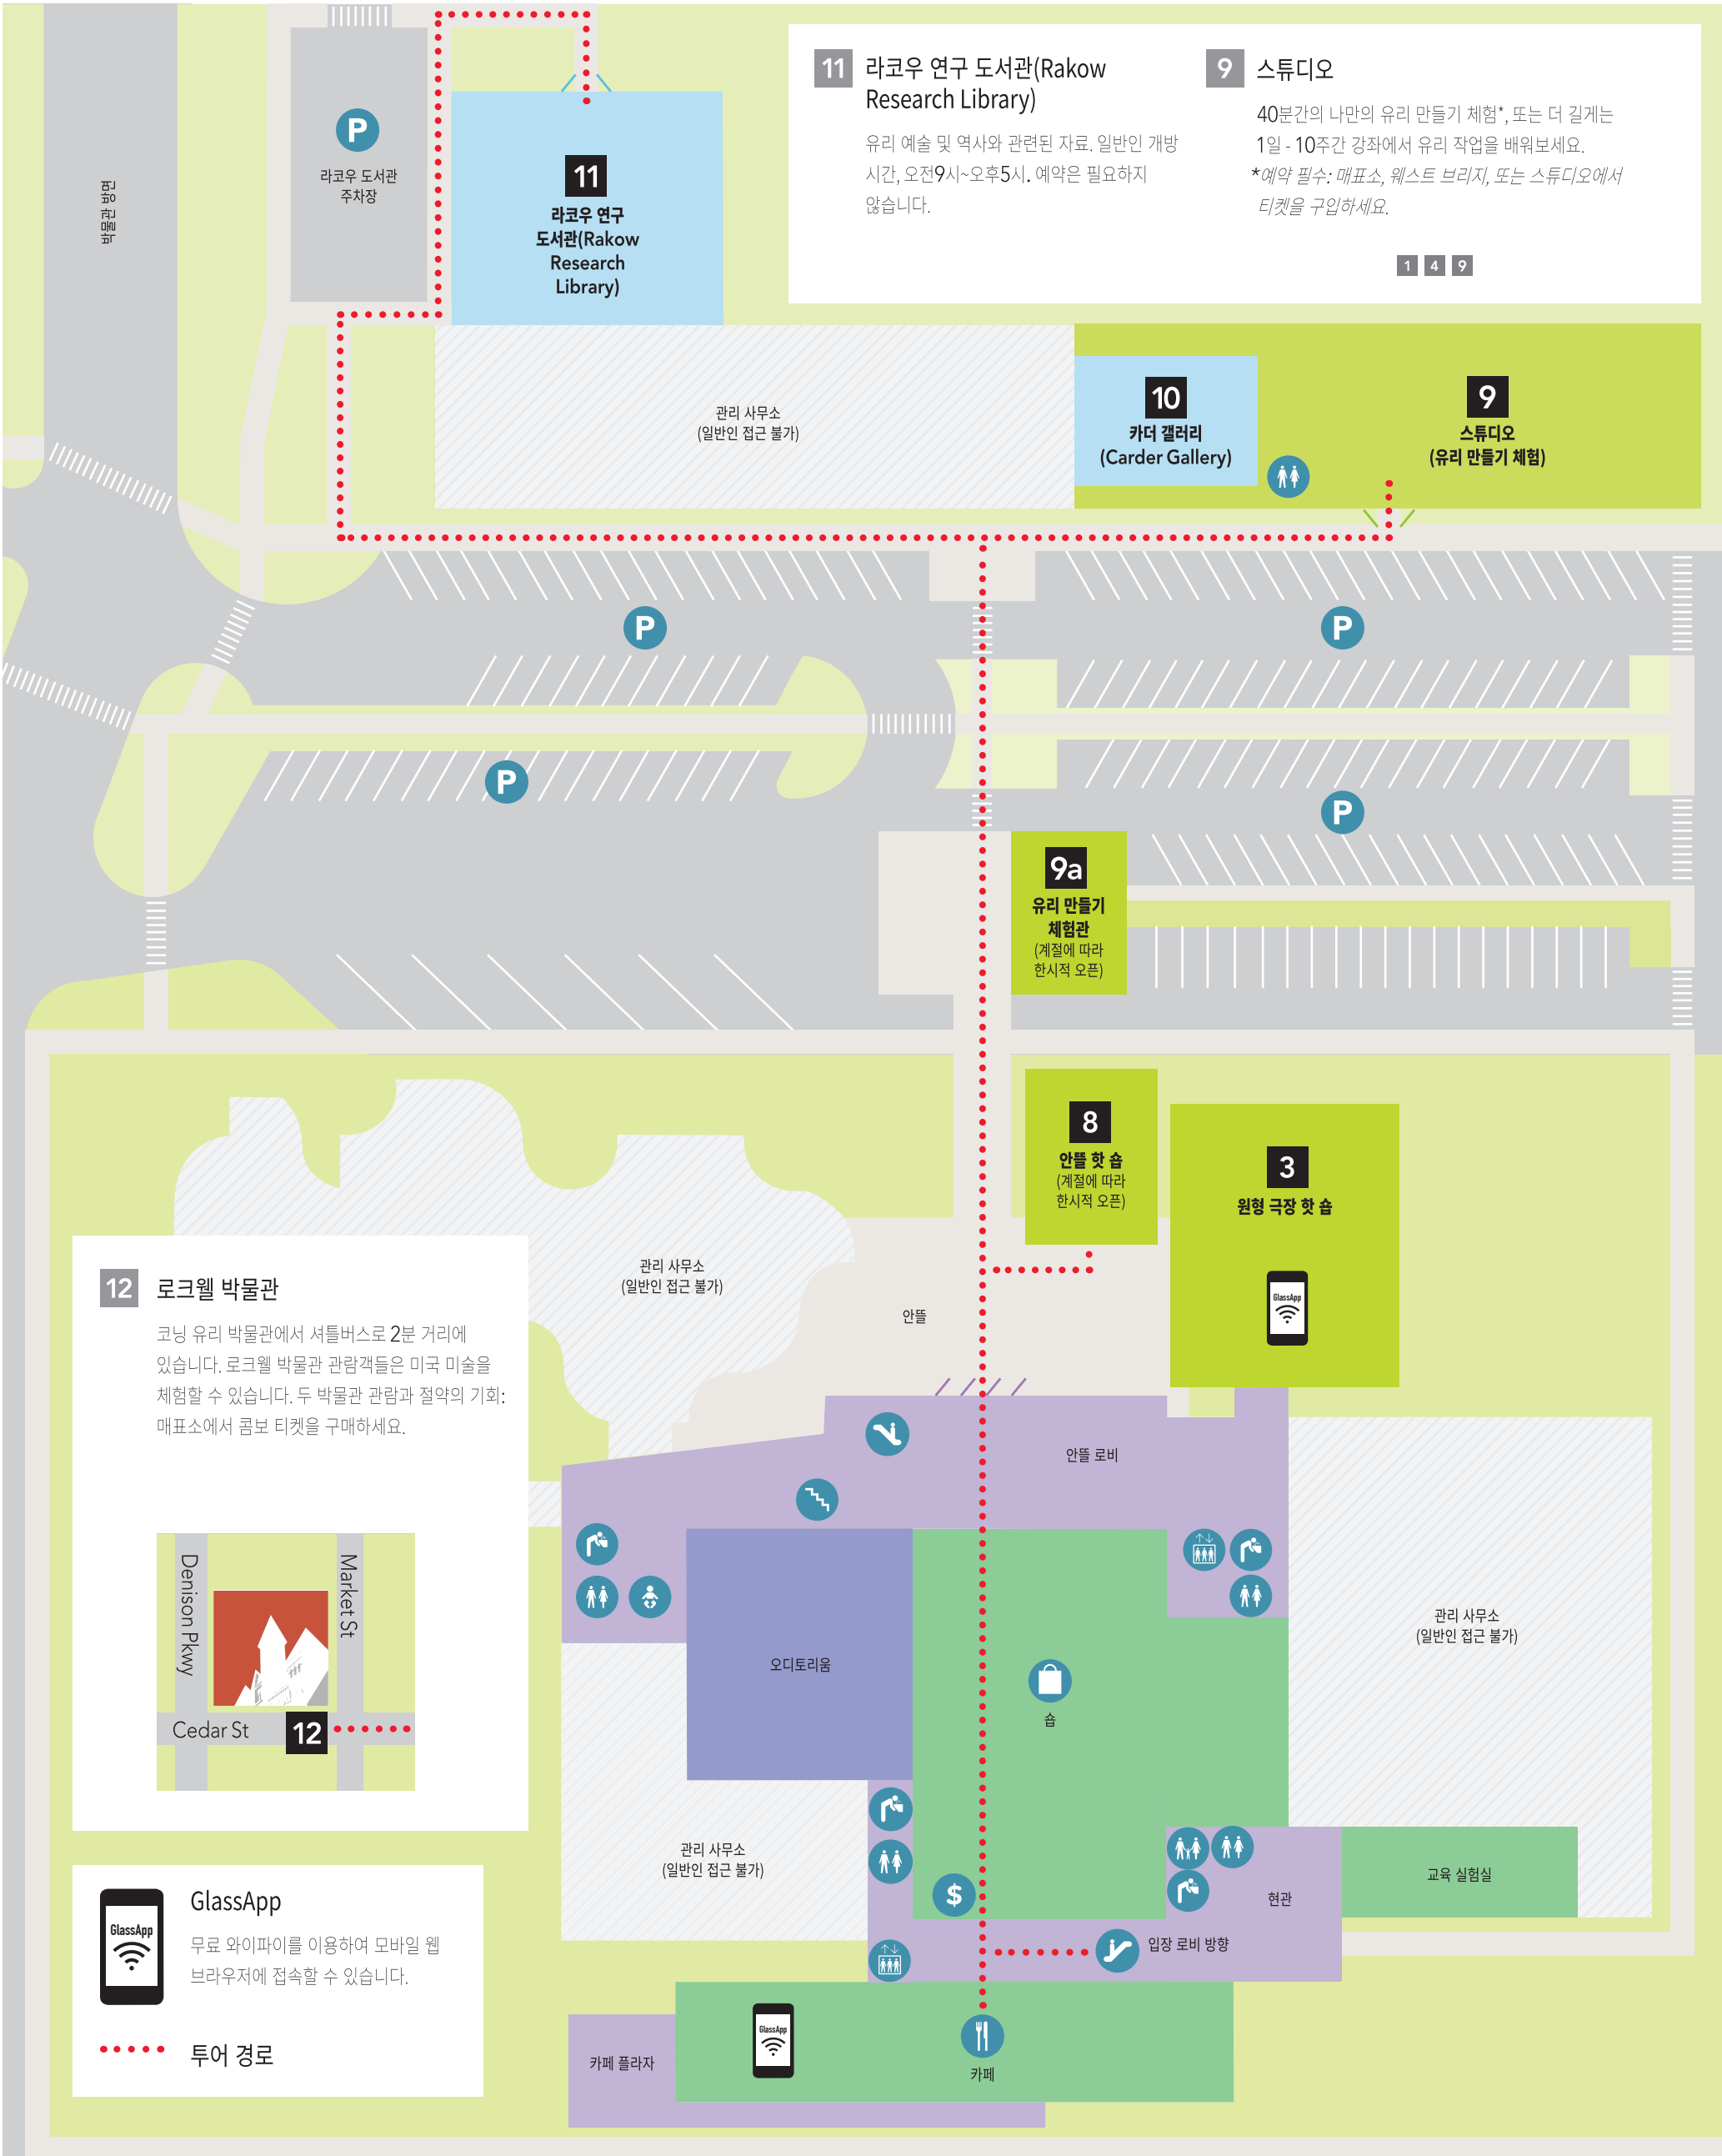 11
라코우 연구 도서관(Rakow
Research Library)
유리 예술 및 역사와 관련된 자료. 일반인 개방
시간, 오전9시~오후5시. 예약은 필요하지
않습니다.
9
스튜디오
40분간의 나만의 유리 만들기 체험*, 또는 더 길게는
1일 - 10주간 강좌에서 유리 작업을 배워보세요.
*예약 필수: 매표소, 웨스트 브리지, 또는 스튜디오에서
티켓을 구입하세요.
1 4 9
P
라코우 도서관
주차장
박물관 방면
11
라코우 연구
도서관(Rakow
Research
Library)
관리 사무소
(일반인 접근 불가)
10
카더 갤러리
(Carder Gallery)
9
스튜디오
(유리 만들기 체험)
P
P
P
P
9a
유리 만들기
체험관
(계절에 따라
한시적 오픈)
8
안뜰 핫 숍
(계절에 따라
한시적 오픈)
3
원형 극장 핫 숍
GlassApp
관리 사무소
(일반인 접근 불가)
안뜰
12
로크웰 박물관
코닝 유리 박물관에서 셔틀버스로 2분 거리에
있습니다. 로크웰 박물관 관람객들은 미국 미술을
체험할 수 있습니다. 두 박물관 관람과 절약의 기회:
매표소에서 콤보 티켓을 구매하세요.
Denison Pkwy
Market St
Cedar St
12
안뜰 로비
오디토리움
숍
관리 사무소
(일반인 접근 불가)
관리 사무소
(일반인 접근 불가)
$
현관
교육 실험실
입장 로비 방향
GlassApp
GlassApp
무료 와이파이를 이용하여 모바일 웹
브라우저에 접속할 수 있습니다.
투어 경로
카페 플라자
GlassApp
카페